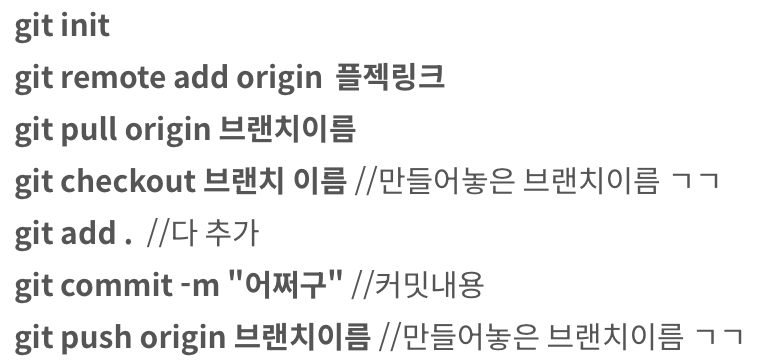 git init
git remote add origin 플젝링크
git pull origin 브랜치이름
git checkout 브랜치 이름 //만들어놓은 브랜치이름 ㄱㄱ
git add . //다 추가
git commit -m "어쩌구" //커밋내용
git push origin 브랜치이름 //만들어놓은 브랜치이름 ㄱㄱ